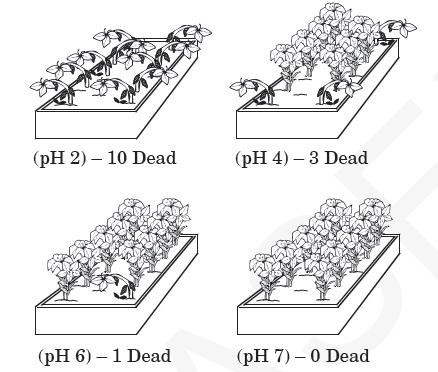 (pH 2) – 10 Dead
(pH 4) – 3 Dead
(pH 6) – 1 Dead
(pH 7) – 0 Dead